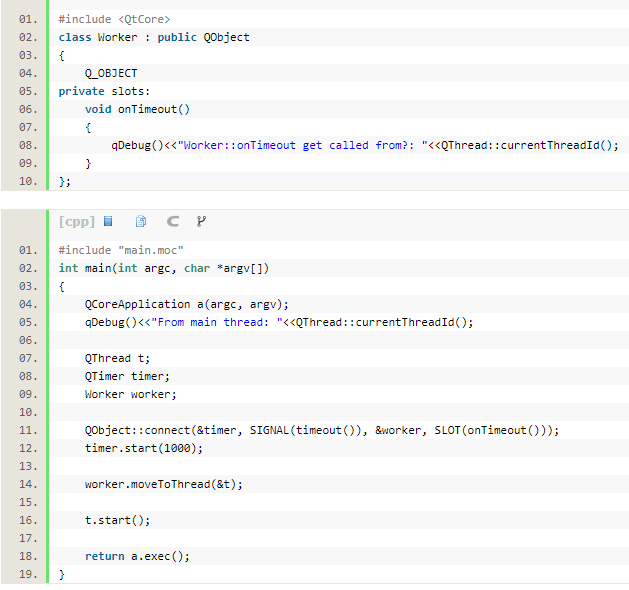 01. #include <QtCore>
02. class Worker : public QObject
03. {
04.     Q_OBJECT
05. private slots:
06.     void onTimeout()
07.     {
08.         qDebug()<<"Worker::onTimeout get called from?: "<<QThread::currentThreadId();
09.     }
10. };
[cpp]
01. #include "main.moc"
02. int main(int argc, char *argv[])
03. {
04.     QCoreApplication a(argc, argv);
05.     qDebug()<<"From main thread: "<<QThread::currentThreadId();
06.
07.     QThread t;
08.     QTimer timer;
09.     Worker worker;
10.
11.     QObject::connect(&timer, SIGNAL(timeout()), &worker, SLOT(onTimeout()));
12.     timer.start(1000);
13.
14.     worker.moveToThread(&t);
15.
16.     t.start();
17.
18.     return a.exec();
19. }